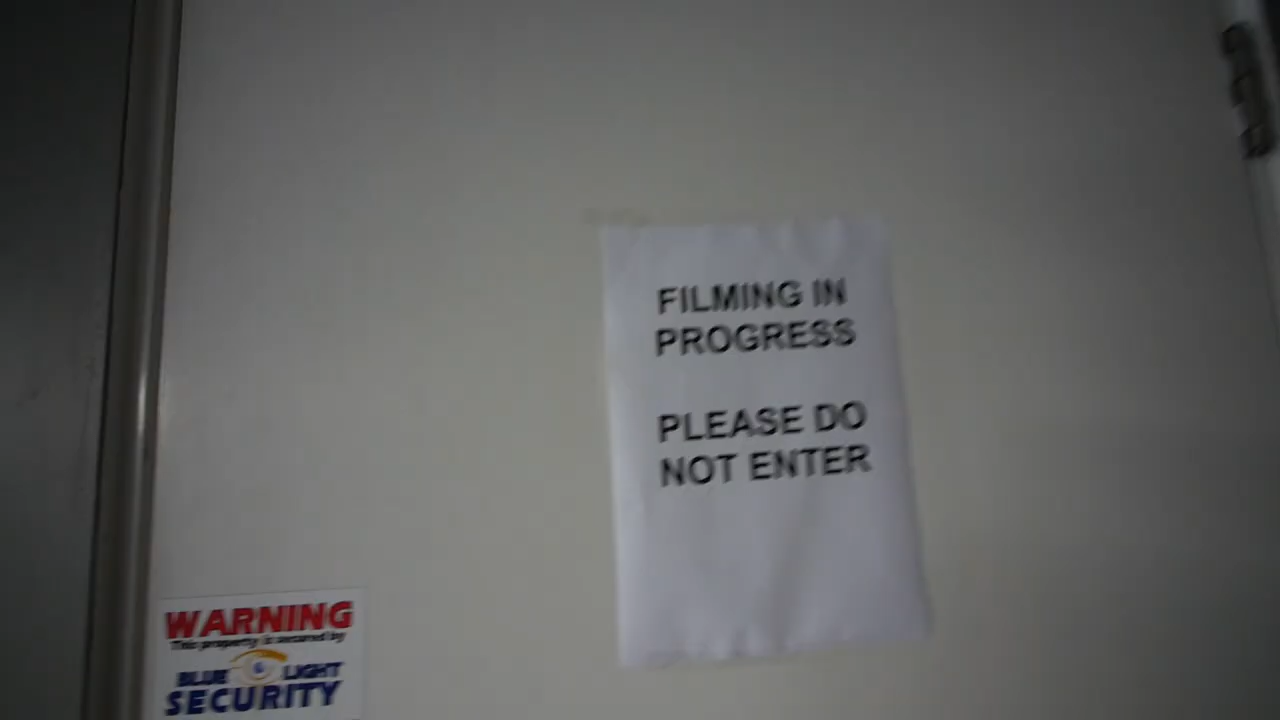 FILMING IN
PROGRESS
PLEASE DO
NOT ENTER
WARNING
This property is secured by
BLUE LIGHT
SECURITY